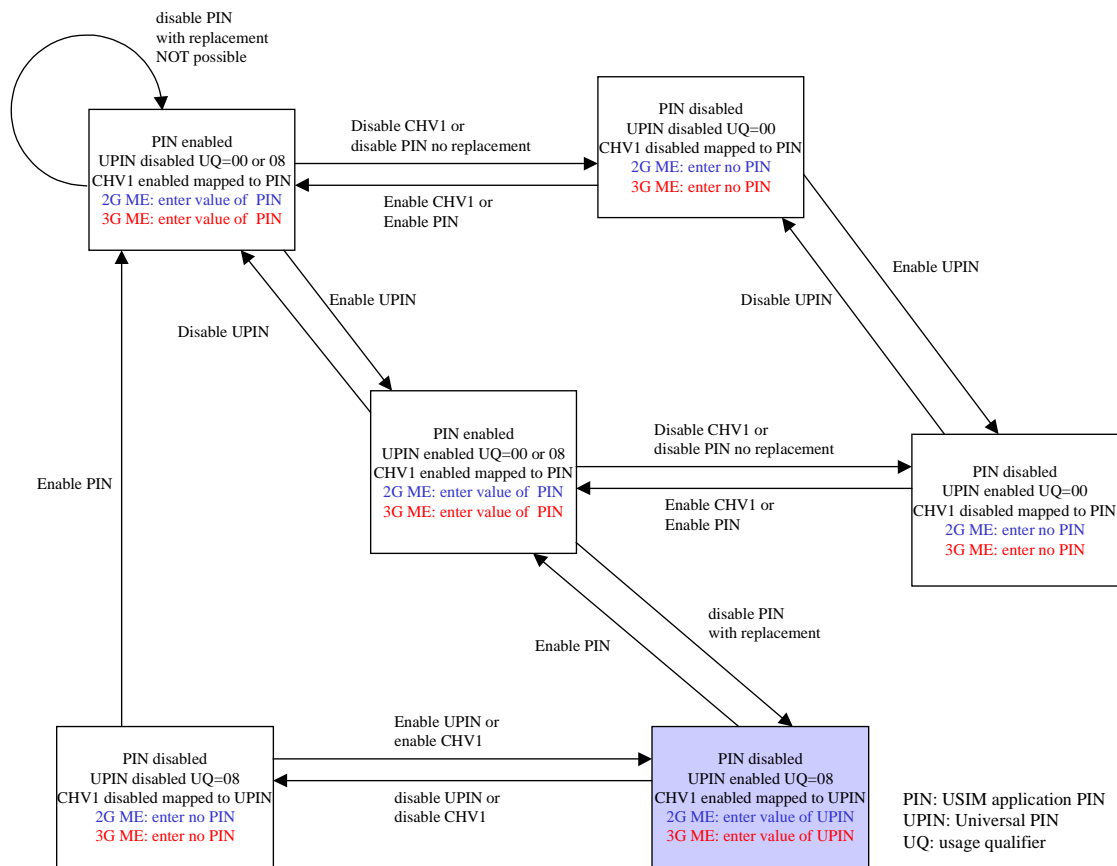 disable PIN
with replacement
NOT possible
PIN enabled
UPIN disabled UQ=00 or 08
CHV1 enabled mapped to PIN
2G ME: enter value of PIN
3G ME: enter value of PIN
Disable CHV1 or
disable PIN no replacement
Enable CHV1 or
Enable PIN
PIN disabled
UPIN disabled UQ=00
CHV1 disabled mapped to PIN
2G ME: enter no PIN
3G ME: enter no PIN
Enable UPIN
Disable UPIN
Enable UPIN
Disable UPIN
PIN enabled
UPIN enabled UQ=00 or 08
CHV1 enabled mapped to PIN
2G ME: enter value of PIN
3G ME: enter value of PIN
Disable CHV1 or
disable PIN no replacement
Enable CHV1 or
Enable PIN
PIN disabled
UPIN enabled UQ=00
CHV1 disabled mapped to PIN
2G ME: enter no PIN
3G ME: enter no PIN
Enable PIN
disable PIN
with replacement
Enable PIN
PIN disabled
UPIN disabled UQ=08
CHV1 disabled mapped to UPIN
2G ME: enter no PIN
3G ME: enter no PIN
Enable UPIN or
enable CHV1
disable UPIN or
disable CHV1
PIN disabled
UPIN enabled UQ=08
CHV1 enabled mapped to UPIN
2G ME: enter value of UPIN
3G ME: enter value of UPIN
PIN: USIM application PIN
UPIN: Universal PIN
UQ: usage qualifier